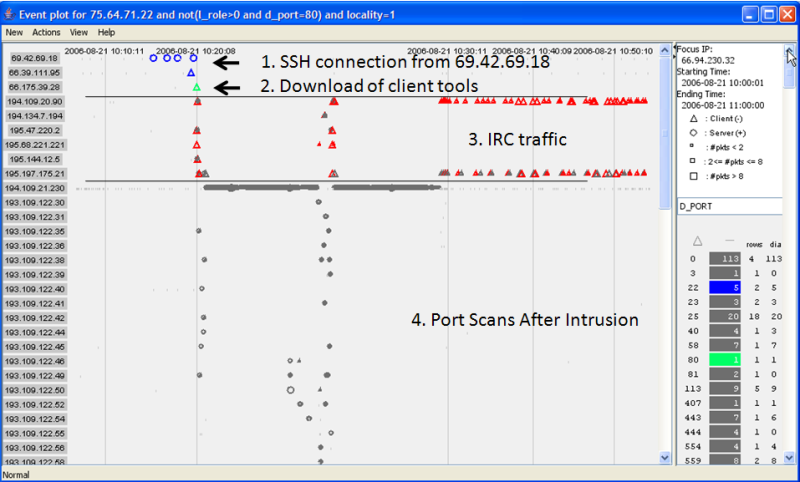 Event plot for 75.64.71.22 and not(l_role>0 and d_port=80) and locality=1
New Actions View Help
2006-08-21 10:10:11 2006-08-21 10:20:08 2006-08-21 10:30:11 2006-08-21 10:40:09 2006-08-21 10:50:10
69.42.69.18
1. SSH connection from 69.42.69.18
66.39.111.95
66.175.39.28
2. Download of client tools
194.109.20.90
194.134.7.194
195.47.220.2
3. IRC traffic
195.68.221.221
195.144.12.5
195.197.175.21
194.109.21.230
193.109.122.30
193.109.122.31
193.109.122.35
193.109.122.36
193.109.122.38
193.109.122.39
193.109.122.40
193.109.122.41
193.109.122.42
4. Port Scans After Intrusion
193.109.122.44
193.109.122.45
193.109.122.46
193.109.122.49
193.109.122.50
193.109.122.52
193.109.122.54
193.109.122.55
193.109.122.56
193.109.122.58
Focus IP:
66.94.230.32
Starting Time:
2006-08-21 10:00:01
Ending Time:
2006-08-21 11:00:00
: Client (-)
: Server(+)
: #pkts < 2
: 2<= #pkts <= 8
: #pkts > 8
D_PORT
rows dia
0 113 4 113
3 1 1 0
22 5 2 5
23 3 2 3
25 20 18 20
40 4 1 3
58 7 1 7
80 1 1 1
81 2 1 0
113 9 5 9
407 1 1 1
443 7 1 6
444 4 1 0
554 4 1 4
559 8 2 8
Normal